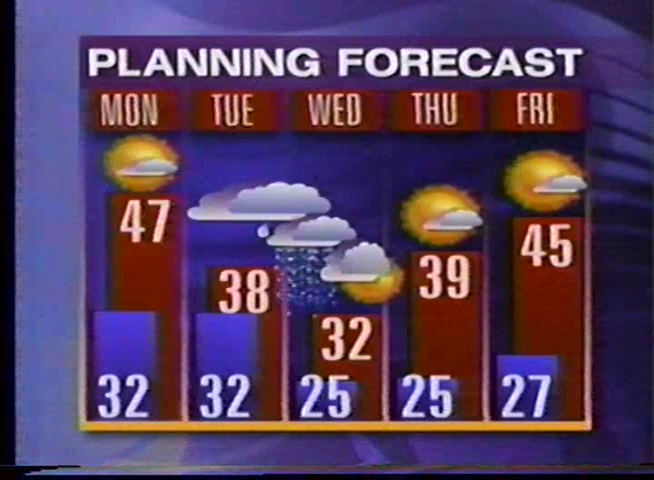 PLANNING FORECAST
MON TUE WED THU FRI
47 38 32 39 45
32 32 25 25 27